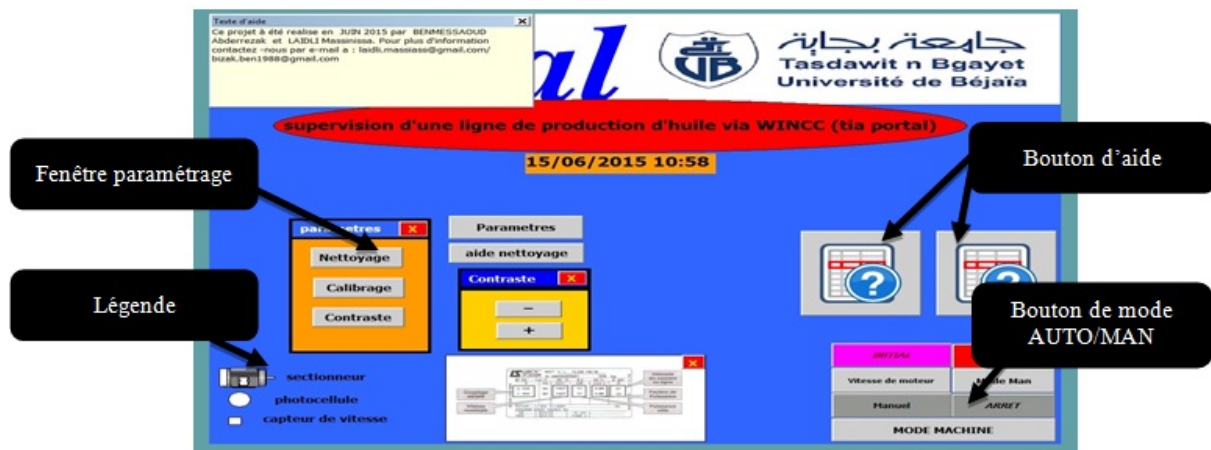 Texte d'aide
Ce projet à été realise en JUIN 2015 par BENMESSAOUD
Abderrezak et LAIDLI Massinissa. Pour plus d'information
contactez -nous par e-mail a : laidli.massiass@gmail.com/
bizak.ben1988@gmail.com
al
جامعة بجاية
Tasdawit n Bgayet
Université de Béjaïa
supervision d'une ligne de production d'huile via WINCC (tia portal)
15/06/2015 10:58
Fenêtre paramétrage
Bouton d'aide
parametres
Nettoyage
Calibrage
Contraste
Parametres
aide nettoyage
Contraste
-
+
Légende
sectionneur
photocellule
capteur de vitesse
Bouton de mode
AUTO/MAN
INITIAL
Vitesse de moteur
Mode Man
Manuel
ARRET
MODE MACHINE